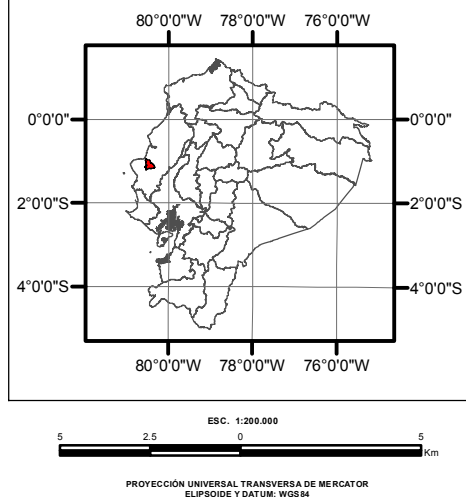 80°0'0"W 78°0'0"W 76°0'0"W
0°0'0" 0°0'0"
2°0'0"S 2°0'0"S
4°0'0"S 4°0'0"S
80°0'0"W 78°0'0"W 76°0'0"W
ESC. 1:200.000
5 2.5 0 5
Km
PROYECCIÓN UNIVERSAL TRANSVERSA DE MERCATOR
ELIPSOIDE Y DATUM: WGS84